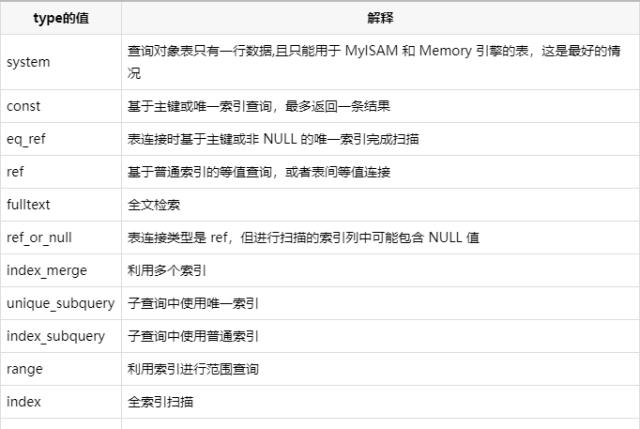 type的值 解释
system 查询对象表只有一行数据,且只能用于 MyISAM 和 Memory 引擎的表，这是最好的情
况
const 基于主键或唯一索引查询，最多返回一条结果
eq_ref 表连接时基于主键或非 NULL 的唯一索引完成扫描
ref 基于普通索引的等值查询，或者表间等值连接
fulltext 全文检索
ref_or_null 表连接类型是 ref，但进行扫描的索引列中可能包含 NULL 值
index_merge 利用多个索引
unique_subquery 子查询中使用唯一索引
index_subquery 子查询中使用普通索引
range 利用索引进行范围查询
index 全索引扫描